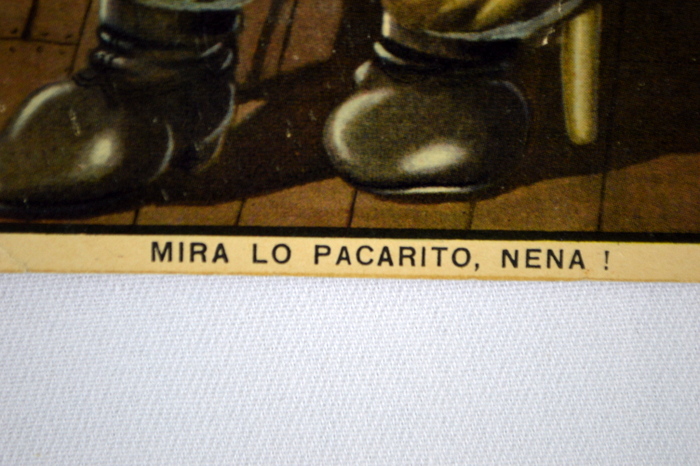 MIRA LO PACARITO, NENA !